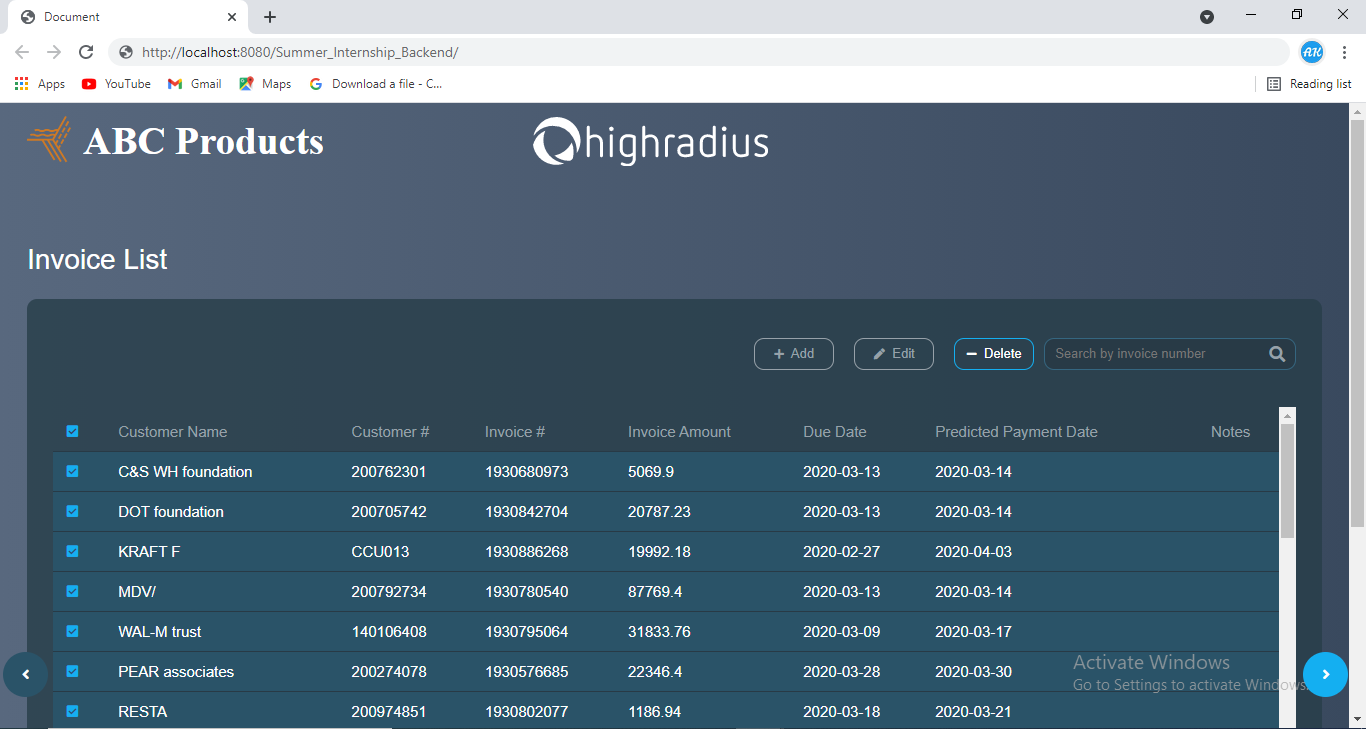 Document
http://localhost:8080/Summer_Internship_Backend/
AK
Apps YouTube Gmail Maps Download a file - C... Reading list
ABC Products highradius
Invoice List
+ Add Edit − Delete Search by invoice number
Customer Name Customer # Invoice # Invoice Amount Due Date Predicted Payment Date Notes
C&S WH foundation 200762301 1930680973 5069.9 2020-03-13 2020-03-14
DOT foundation 200705742 1930842704 20787.23 2020-03-13 2020-03-14
KRAFT F CCU013 1930886268 19992.18 2020-02-27 2020-04-03
MDV/ 200792734 1930780540 87769.4 2020-03-13 2020-03-14
WAL-M trust 140106408 1930795064 31833.76 2020-03-09 2020-03-17
PEAR associates 200274078 1930576685 22346.4 2020-03-28 2020-03-30
RESTA 200974851 1930802077 1186.94 2020-03-18 2020-03-21
Activate Windows
Go to Settings to activate Windows.